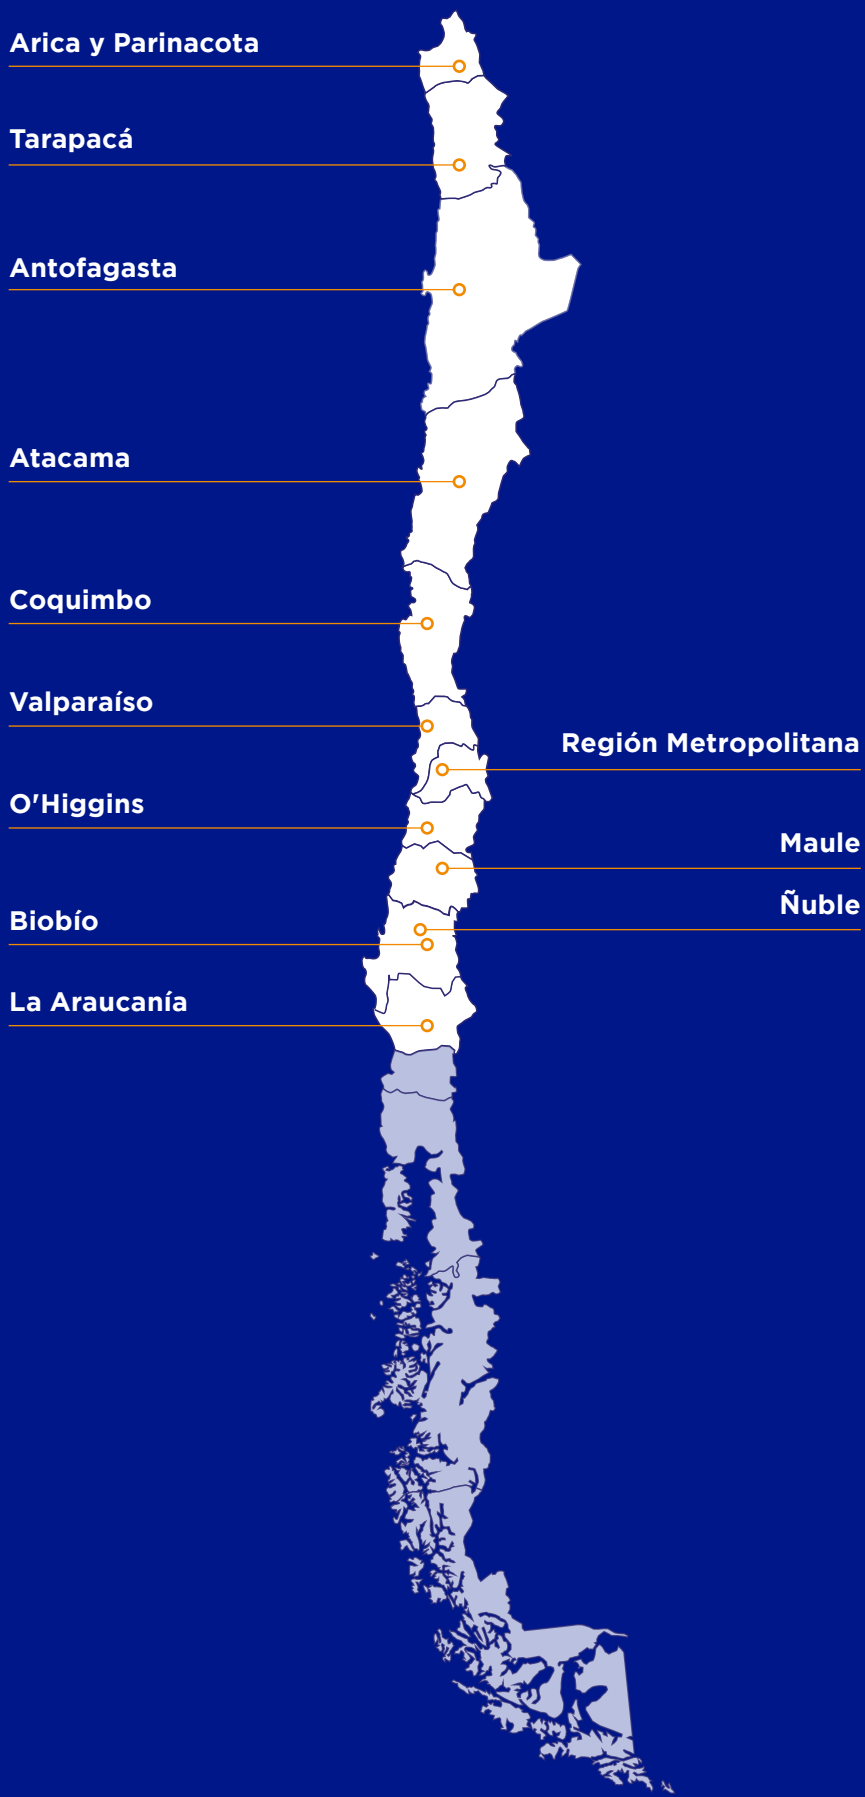 Arica y Parinacota
Tarapacá
Antofagasta
Atacama
Coquimbo
Valparaíso
Región Metropolitana
O'Higgins
Maule
Ñuble
Biobío
La Araucanía